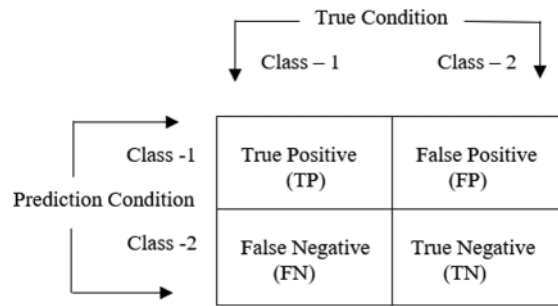 True Condition
Class – 1 Class – 2
Class -1 True Positive False Positive
(TP) (FP)
Prediction Condition
Class -2 False Negative True Negative
(FN) (TN)